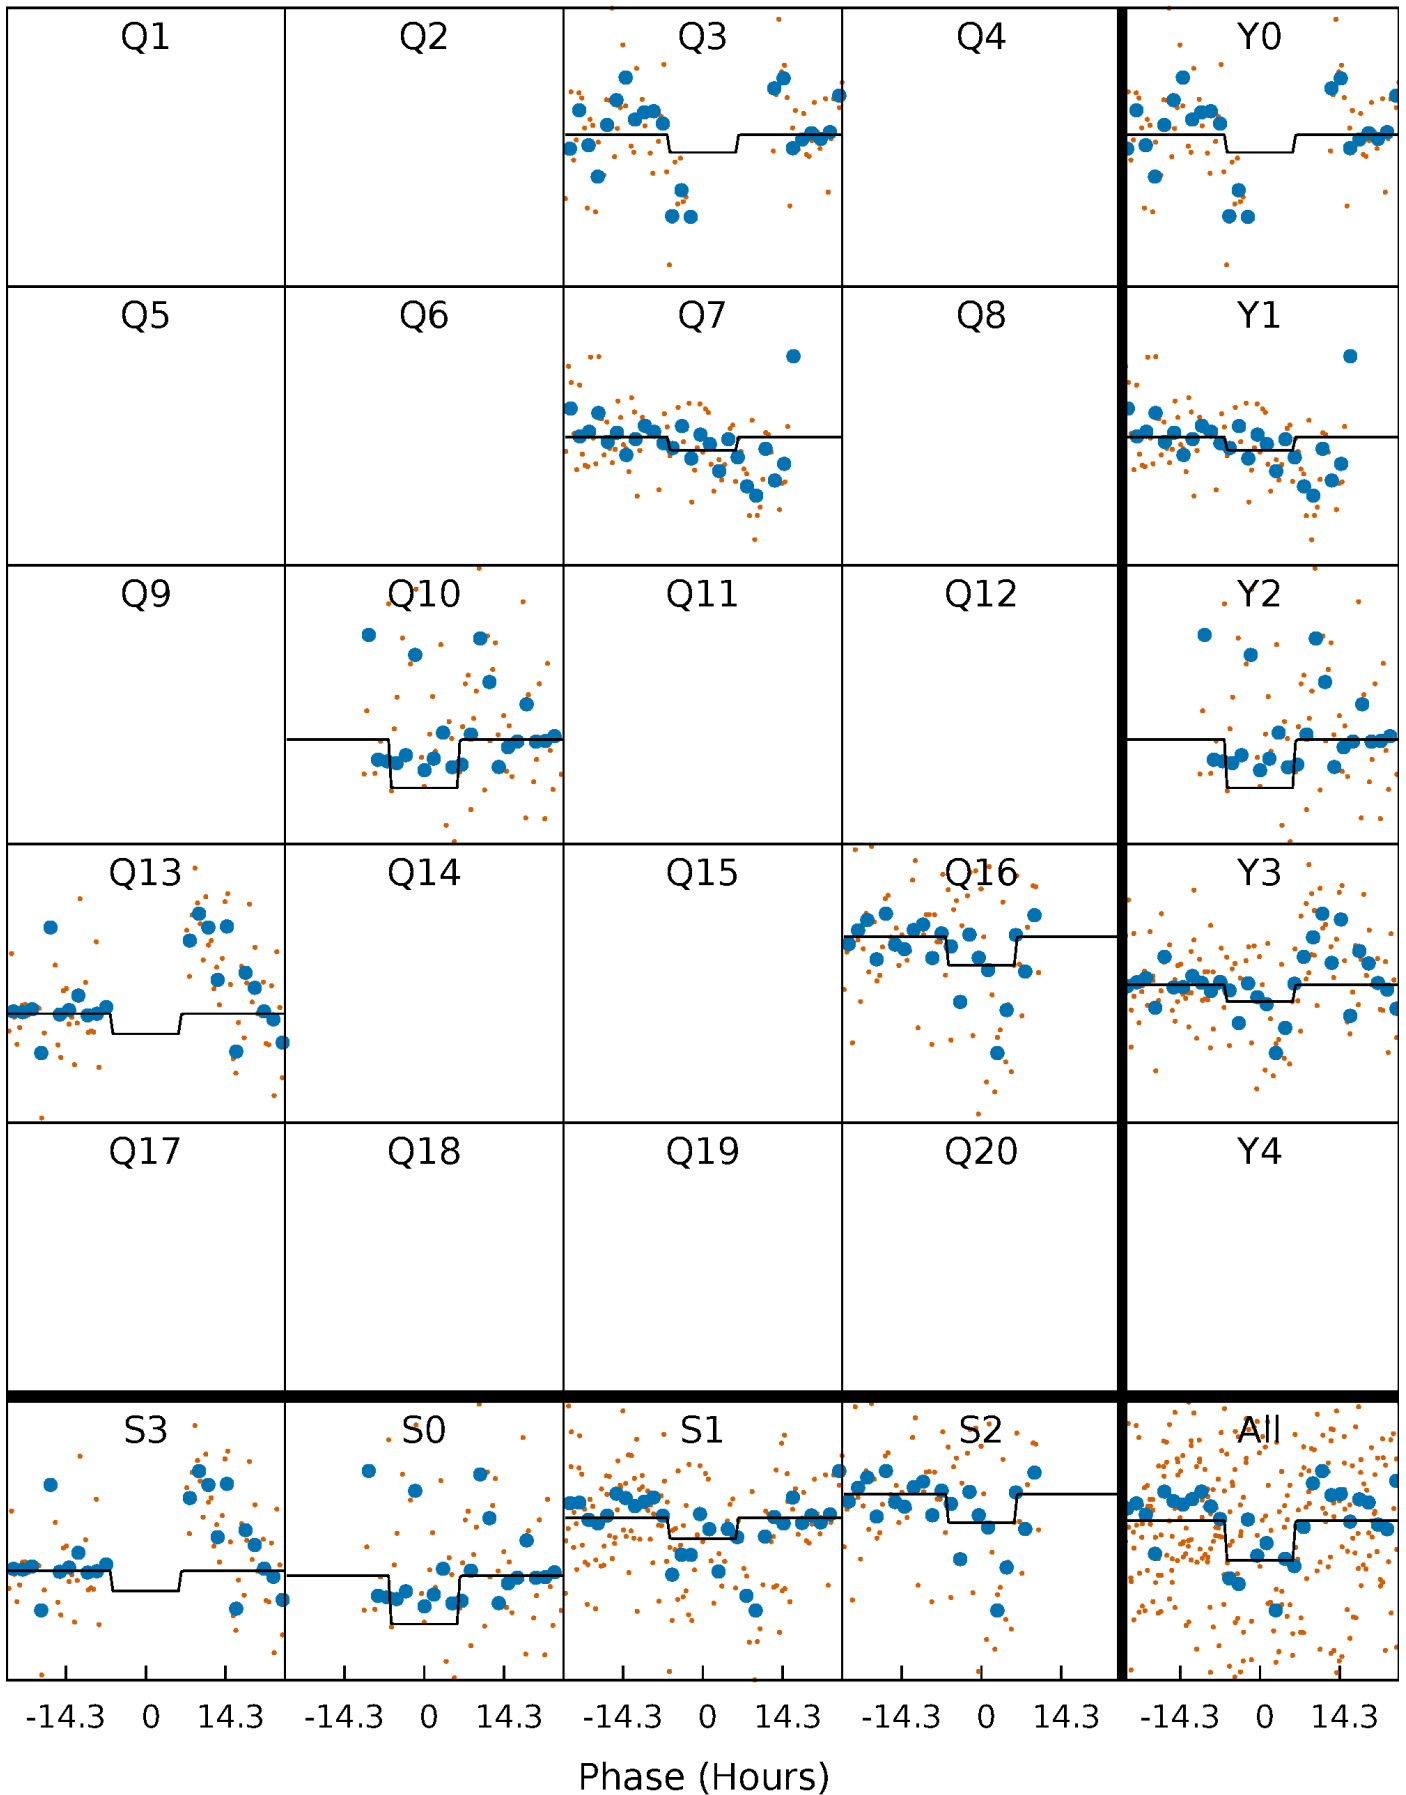 Q1 Q2 Q3 Q4 Y0
Q5 Q6 Q7 Q8 Y1
Q9 Q10 Q11 Q12 Y2
Q13 Q14 Q15 Q16 Y3
Q17 Q18 Q19 Q20 Y4
S3 S0 S1 S2 All
-14.3 0 14.3 -14.3 0 14.3 -14.3 0 14.3 -14.3 0 14.3 -14.3 0 14.3
Phase (Hours)